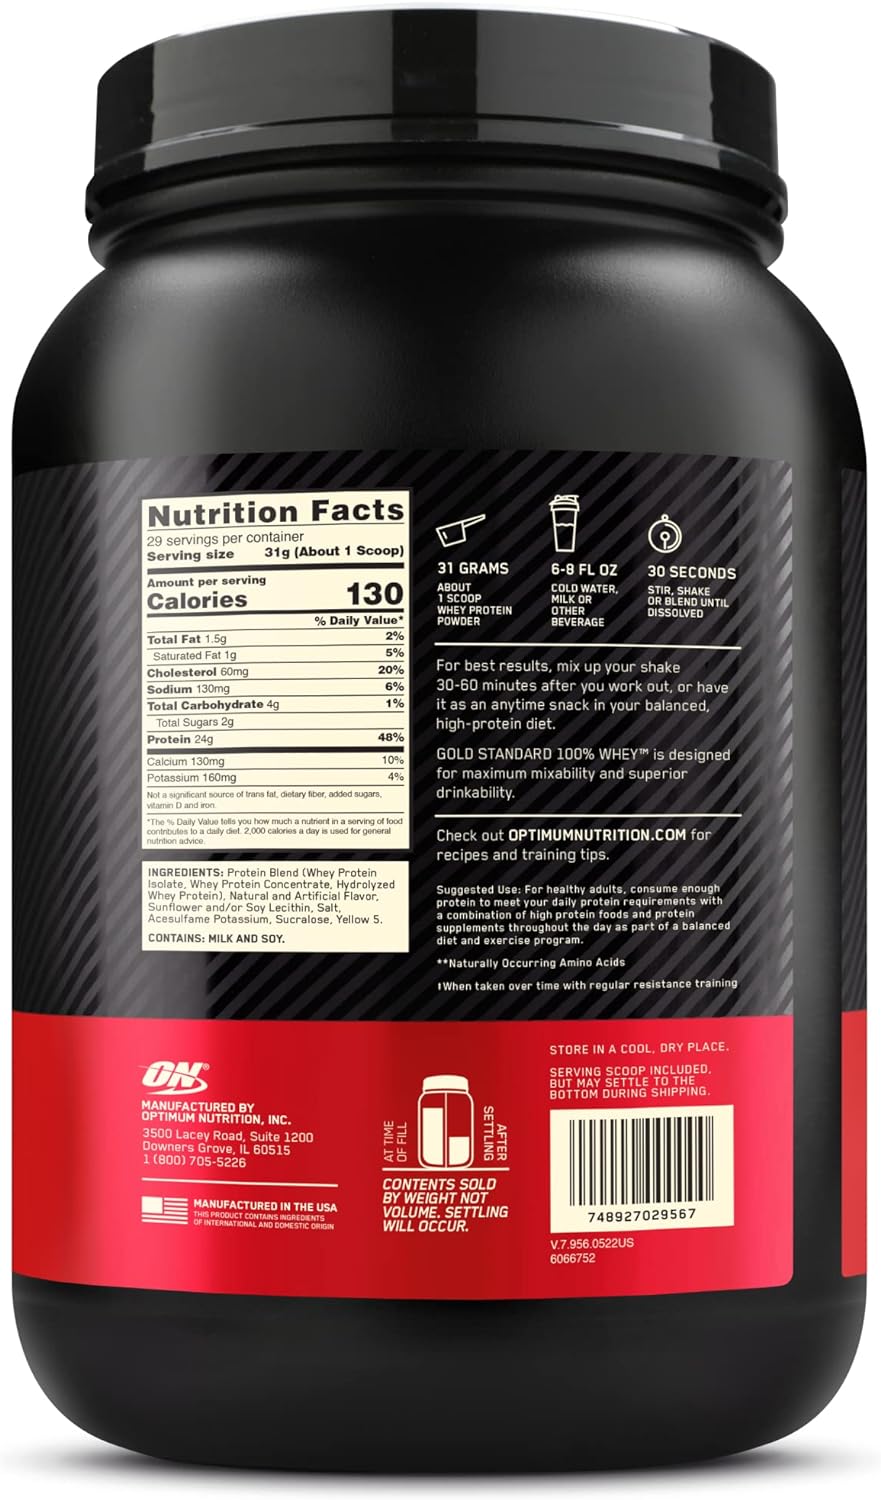 Nutrition Facts
29 servings per container
Serving size 31g (About 1 Scoop)
Amount per serving
Calories 130
% Daily Value*
Total Fat 1.5g 2%
Saturated Fat 1g 5%
Cholesterol 60mg 20%
Sodium 130mg 6%
Total Carbohydrate 4g 1%
Total Sugars 2g
Protein 24g 48%
Calcium 130mg 10%
Potassium 160mg 4%
Not a significant source of trans fat, dietary fiber, added sugars,
vitamin D and iron.
*The % Daily Value tells you how much a nutrient in a serving of food
contributes to a daily diet. 2,000 calories a day is used for general
nutrition advice.
INGREDIENTS: Protein Blend (Whey Protein
Isolate, Whey Protein Concentrate, Hydrolyzed
Whey Protein), Natural and Artificial Flavor,
Sunflower and/or Soy Lecithin, Salt,
Acesulfame Potassium, Sucralose, Yellow 5.
CONTAINS: MILK AND SOY.
31 GRAMS
ABOUT
1 SCOOP
WHEY PROTEIN
POWDER
6-8 FL OZ
COLD WATER,
MILK OR
OTHER
BEVERAGE
30 SECONDS
STIR, SHAKE
OR BLEND UNTIL
DISSOLVED
For best results, mix up your shake
30-60 minutes after you work out, or have
it as an anytime snack in your balanced,
high-protein diet.
GOLD STANDARD 100% WHEY™ is designed
for maximum mixability and superior
drinkability.
Check out OPTIMUMNUTRITION.COM for
recipes and training tips.
Suggested Use: For healthy adults, consume enough
protein to meet your daily protein requirements with
a combination of high protein foods and protein
supplements throughout the day as part of a balanced
diet and exercise program.
**Naturally Occurring Amino Acids
‡When taken over time with regular resistance training
ON®
MANUFACTURED BY
OPTIMUM NUTRITION, INC.
3500 Lacey Road, Suite 1200
Downers Grove, IL 60515
1 (800) 705-5226
MANUFACTURED IN THE USA
THIS PRODUCT CONTAINS INGREDIENTS
OF INTERNATIONAL AND DOMESTIC ORIGIN
AT TIME
OF FILL
AFTER
SETTLING
CONTENTS SOLD
BY WEIGHT NOT
VOLUME. SETTLING
WILL OCCUR.
STORE IN A COOL, DRY PLACE.
SERVING SCOOP INCLUDED,
BUT MAY SETTLE TO THE
BOTTOM DURING SHIPPING.
748927029567
V.7.956.0522US
6066752